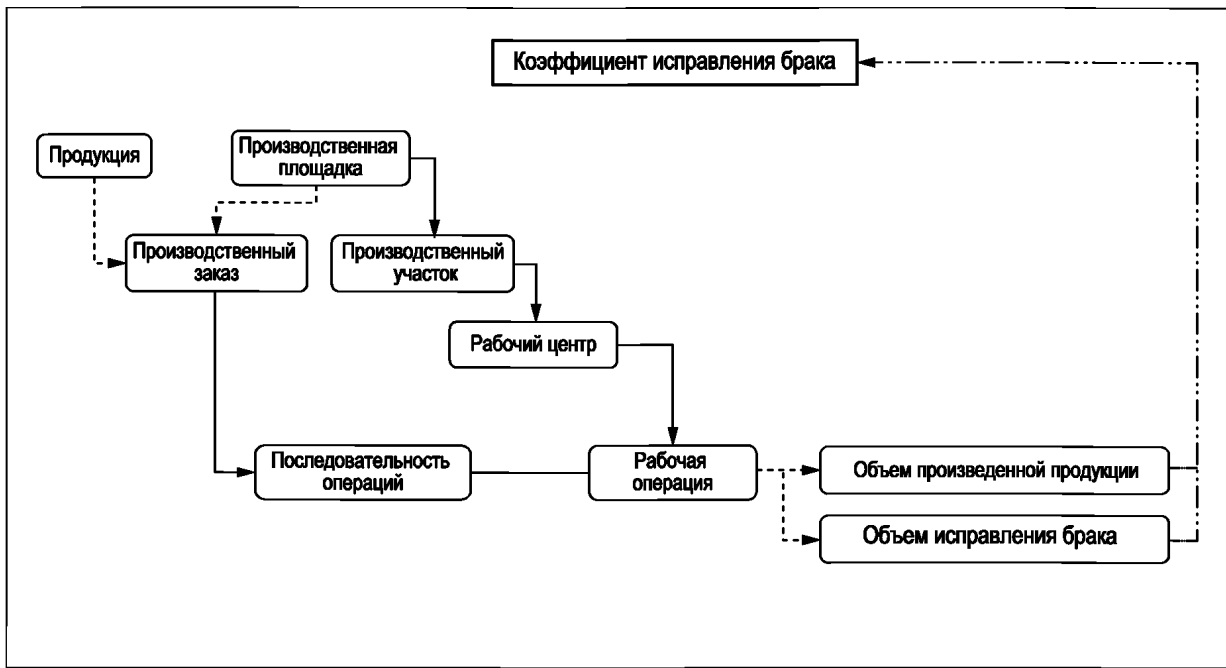 Коэффициент исправления брака
Продукция
Производственная
площадка
Производственный
заказ
Производственный
участок
Рабочий центр
Последовательность
операций
Рабочая
операция
Объем произведенной продукции
Объем исправления брака